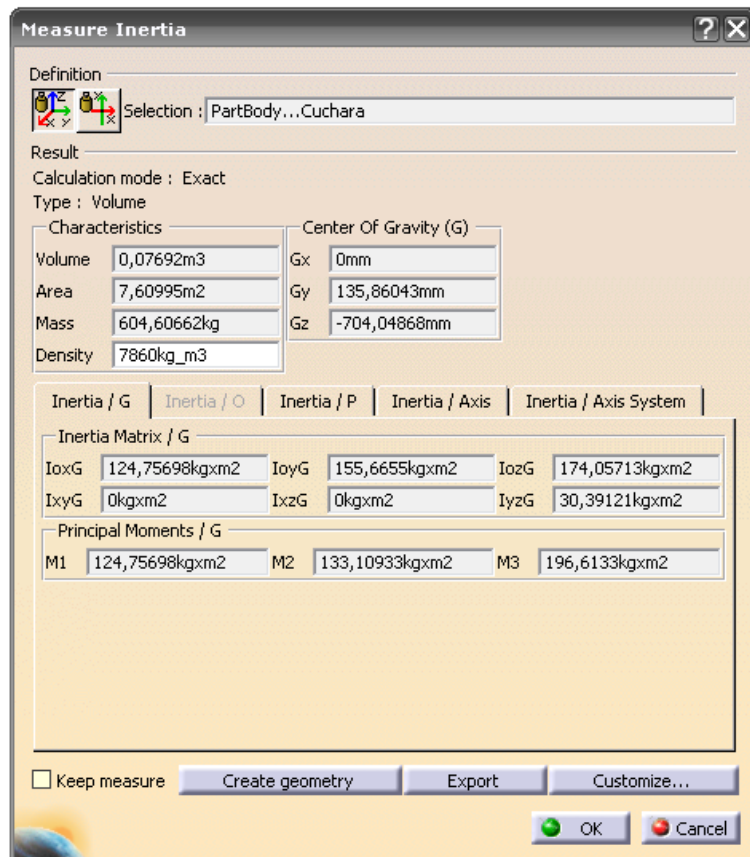 Measure Inertia
Definition
Selection : PartBody...Cuchara
Result
Calculation mode : Exact
Type : Volume
Characteristics
Volume 0,07692m3
Area 7,60995m2
Mass 604,60662kg
Density 7860kg_m3
Center Of Gravity (G)
Gx 0mm
Gy 135,86043mm
Gz -704,04868mm
Inertia / G Inertia / O Inertia / P Inertia / Axis Inertia / Axis System
Inertia Matrix / G
IoxG 124,75698kgxm2 IoyG 155,6655kgxm2 IozG 174,05713kgxm2
IxyG 0kgxm2 IxzG 0kgxm2 IyzG 30,39121kgxm2
Principal Moments / G
M1 124,75698kgxm2 M2 133,10933kgxm2 M3 196,6133kgxm2
Keep measure Create geometry Export Customize...
OK Cancel